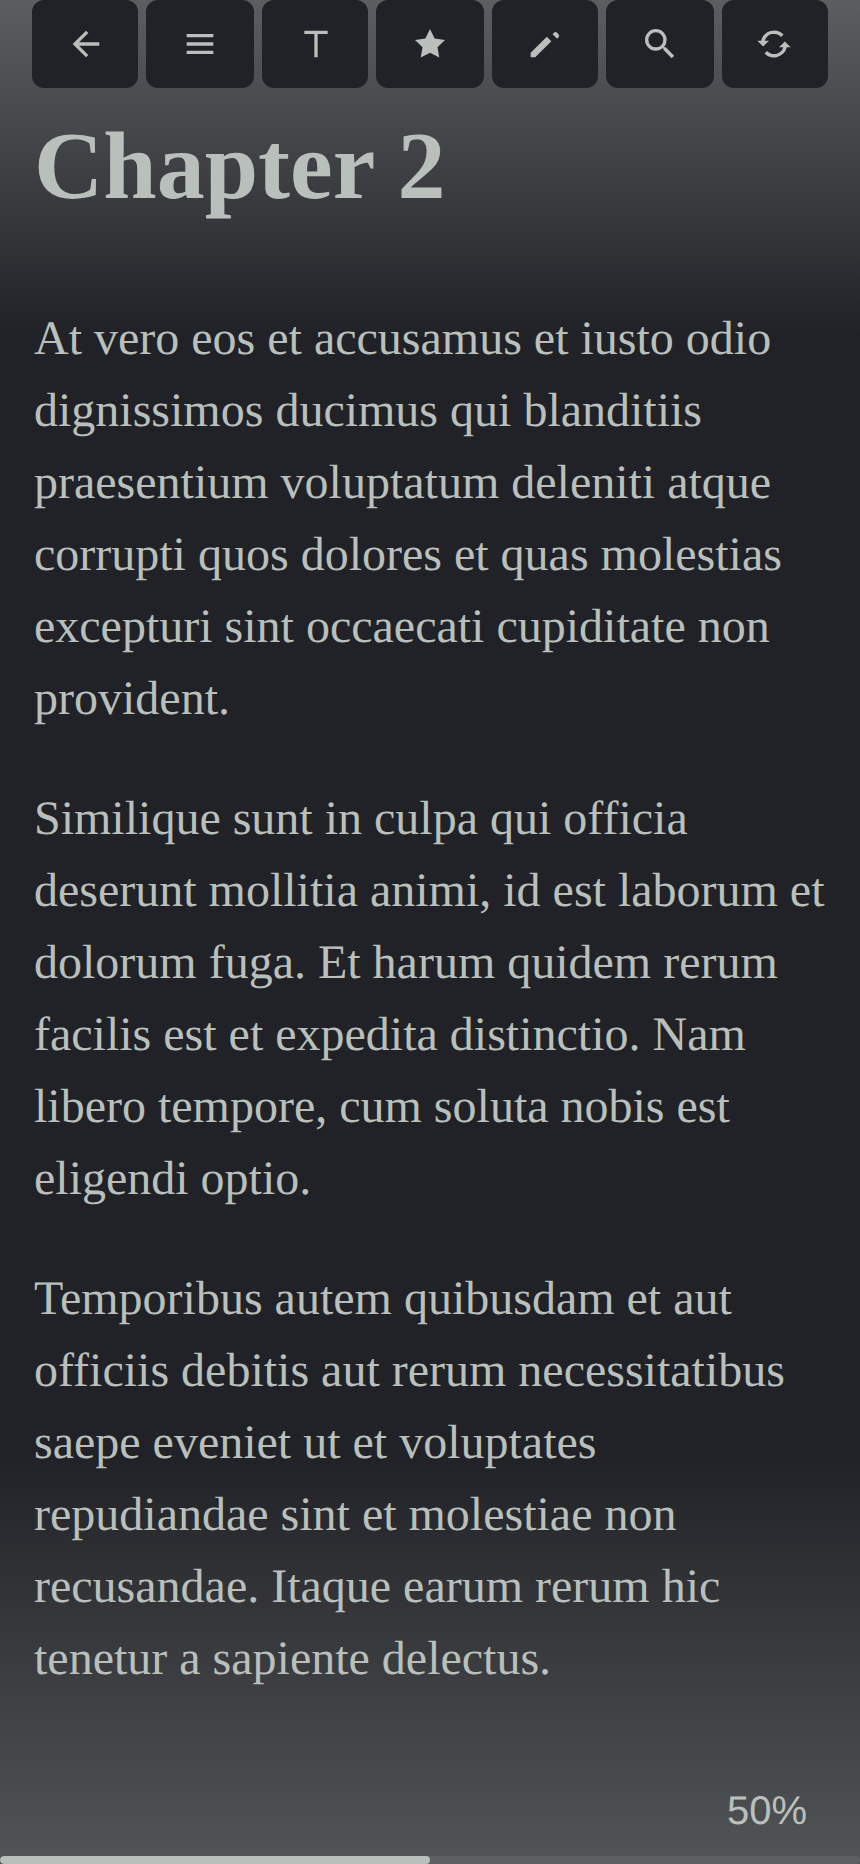 Chapter 2
At vero eos et accusamus et iusto odio
dignissimos ducimus qui blanditiis
praesentium voluptatum deleniti atque
corrupti quos dolores et quas molestias
excepturi sint occaecati cupiditate non
provident.
Similique sunt in culpa qui officia
deserunt mollitia animi, id est laborum et
dolorum fuga. Et harum quidem rerum
facilis est et expedita distinctio. Nam
libero tempore, cum soluta nobis est
eligendi optio.
Temporibus autem quibusdam et aut
officiis debitis aut rerum necessitatibus
saepe eveniet ut et voluptates
repudiandae sint et molestiae non
recusandae. Itaque earum rerum hic
tenetur a sapiente delectus.
50%